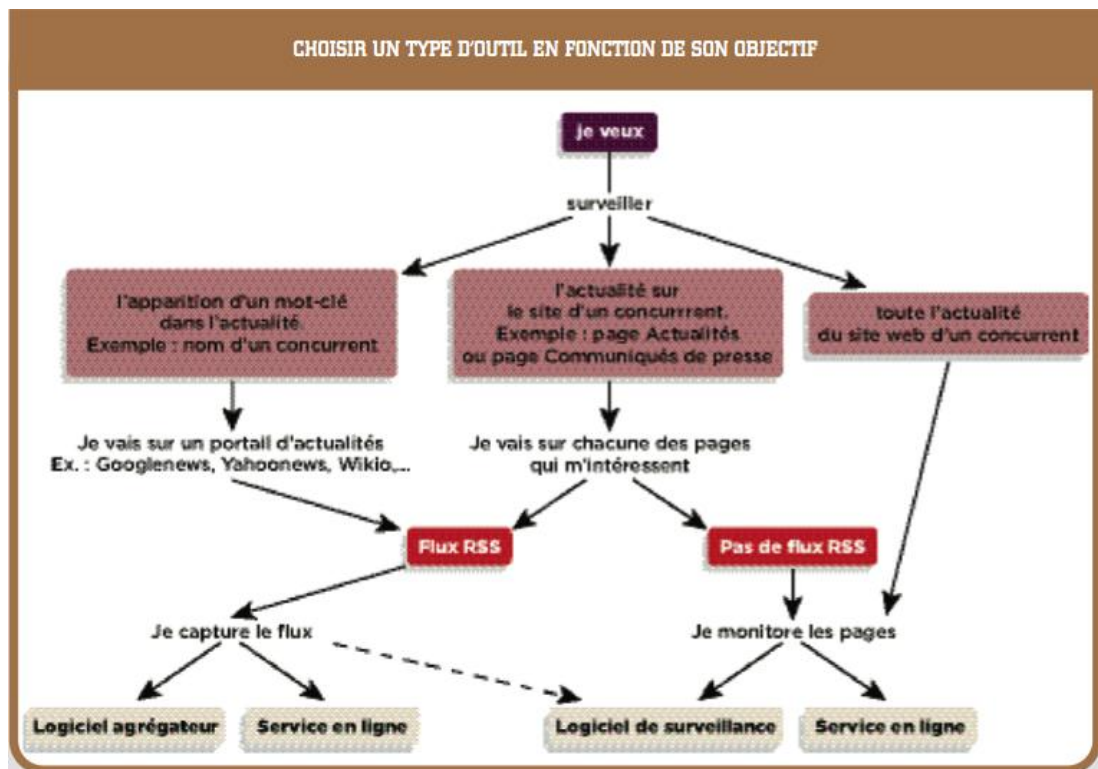 CHOISIR UN TYPE D'OUTIL EN FONCTION DE SON OBJECTIF
je veux
surveiller
l'apparition d'un mot-clé
dans l'actualité.
Exemple : nom d'un concurrent
l'actualité sur
le site d'un concurrrent.
Exemple : page Actualités
ou page Communiqués de presse
toute l'actualité
du site web d'un concurrent
Je vais sur un portail d'actualités
Ex. : Googlenews, Yahoonews, Wikio,...
Je vais sur chacune des pages
qui m'intéressent
Flux RSS
Pas de flux RSS
Je capture le flux
Je monitore les pages
Logiciel agrégateur
Service en ligne
Logiciel de surveillance
Service en ligne